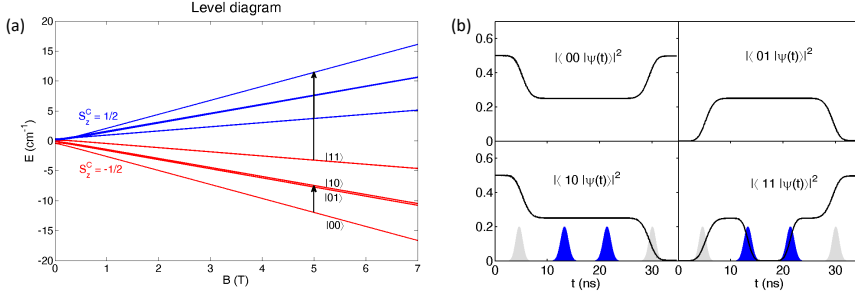 Level diagram
(a)
20
15
10
5
0
-5
-10
-15
-20
E (cm⁻¹)
S_z^C = 1/2
S_z^C = -1/2
|11⟩
|10⟩
|01⟩
|00⟩
0 1 2 3 4 5 6 7
B (T)
(b)
0.6
0.4
0.2
0
|⟨ 00 |ψ(t)⟩|²
|⟨ 01 |ψ(t)⟩|²
0.6
0.4
0.2
0
|⟨ 10 |ψ(t)⟩|²
|⟨ 11 |ψ(t)⟩|²
0 10 20 30
0 10 20 30
t (ns)
t (ns)